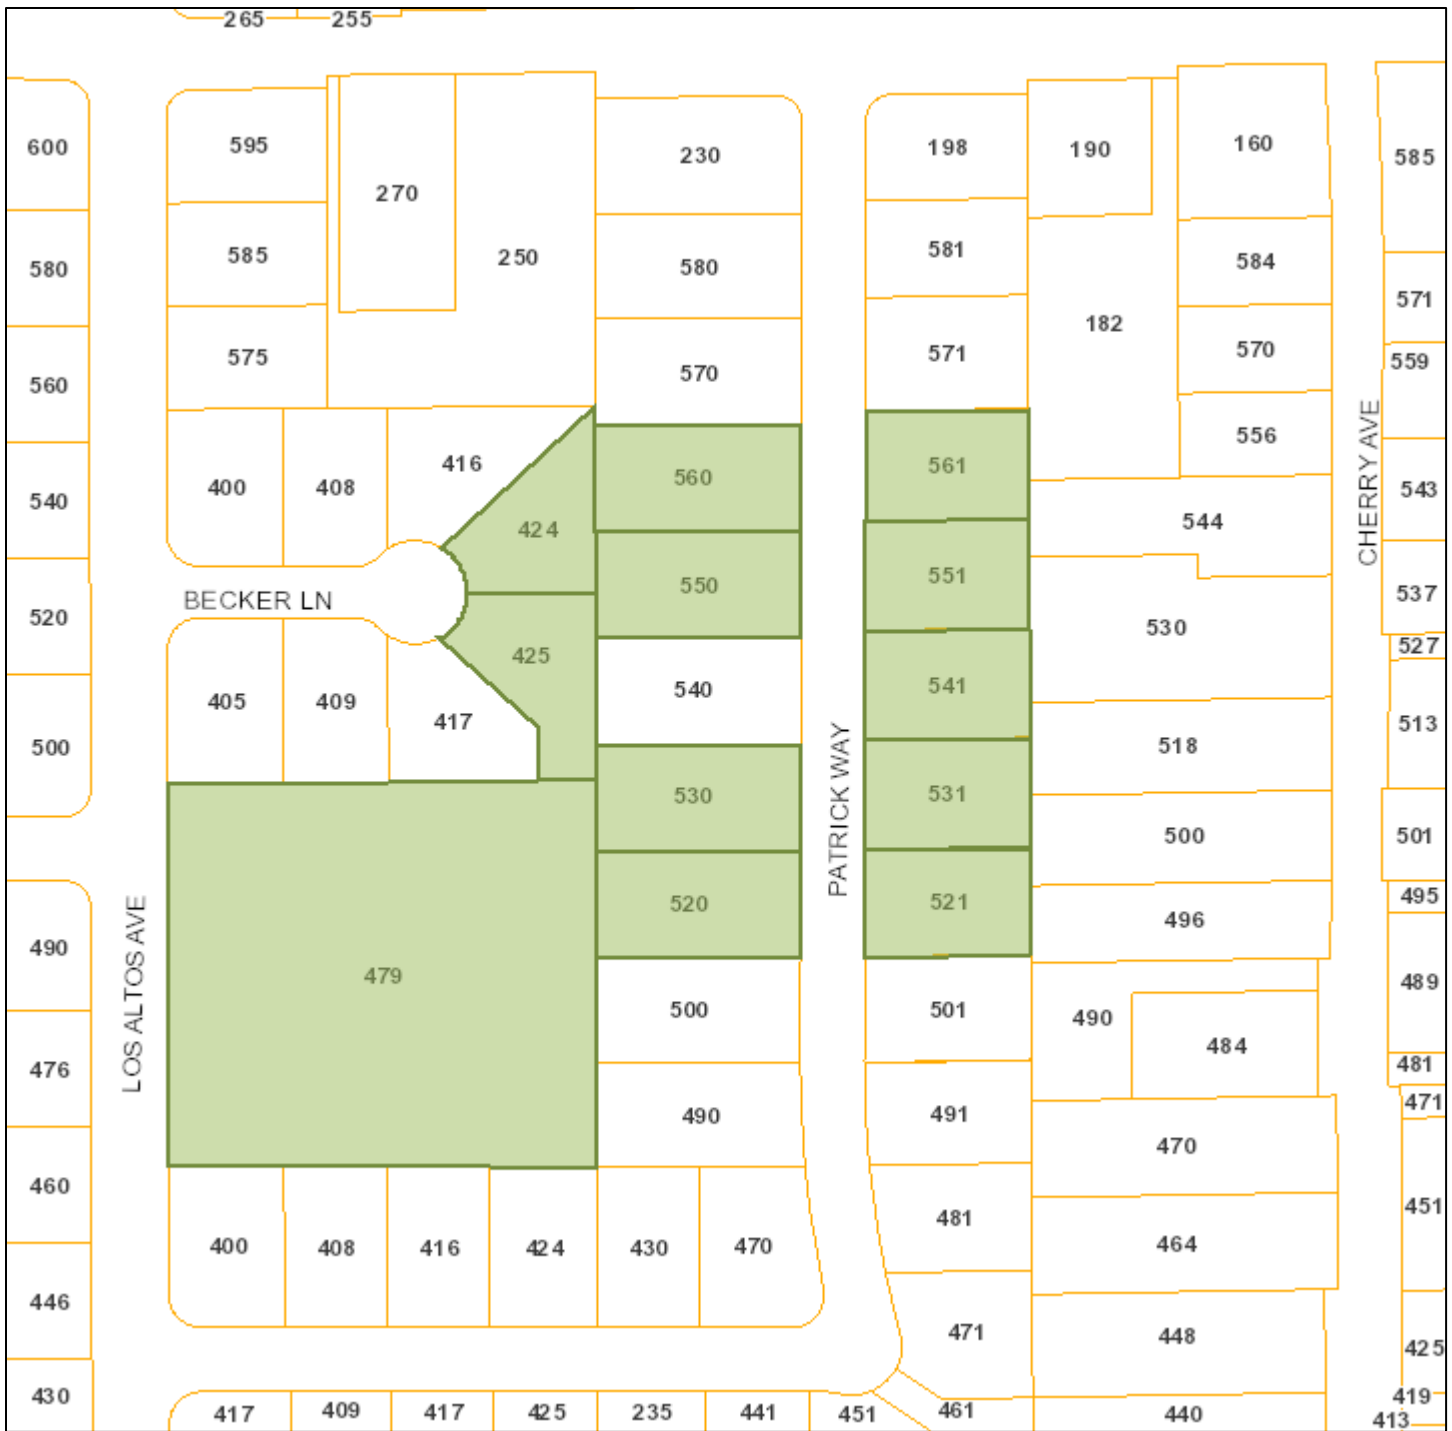 265 255
600 595 270 250 230 198 190 160 585
580 585 580 581 182 584 571
560 575 570 571 570 559
556
540 400 408 416 424 560 561 544 543
CHERRY AVE
BECKER LN
550 551 530 537
520 425 527
500 405 409 417 540 541 518 513
530 531 500 501
PATRICK WAY
520 521 496 495
LOS ALTOS AVE
490 479 500 501 490 484 489
476 490 491 470 481
471
460 400 408 416 424 430 470 481 464 451
446 471 448 425
430 417 409 417 425 235 441 451 461 440 419
413